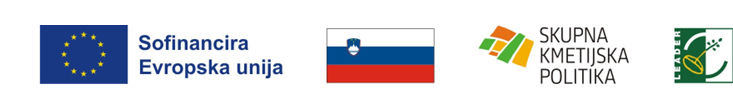 Sofinancira
Evropska unija
SKUPNA
KMETIJSKA
POLITIKA
LEADER